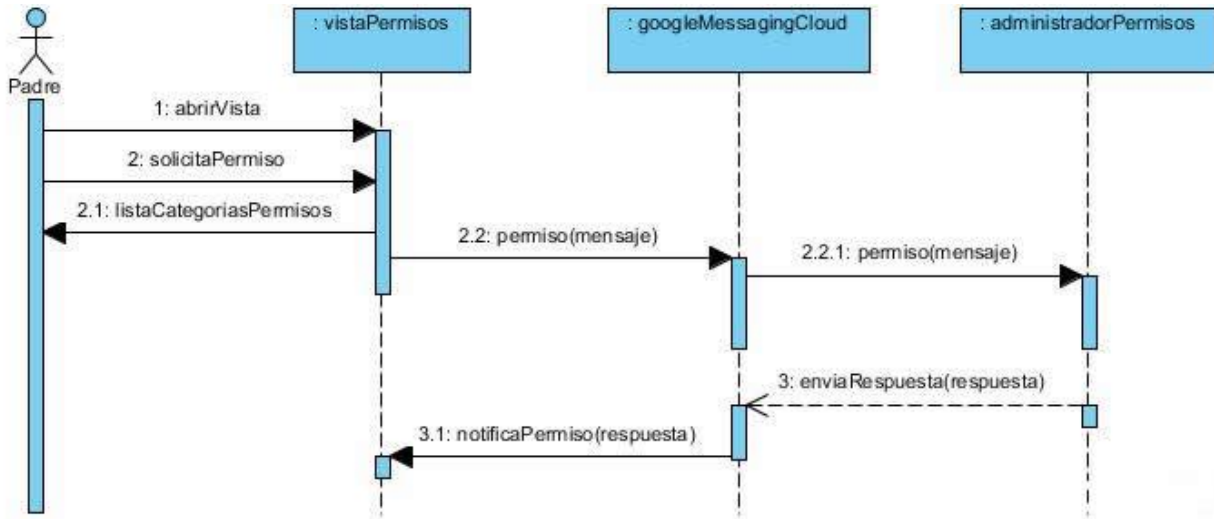 : vistaPermisos
: googleMessagingCloud
: administradorPermisos
Padre
1: abrirVista
2: solicitaPermiso
2.1: listaCategoriasPermisos
2.2: permiso(mensaje)
2.2.1: permiso(mensaje)
3: enviaRespuesta(respuesta)
3.1: notificaPermiso(respuesta)